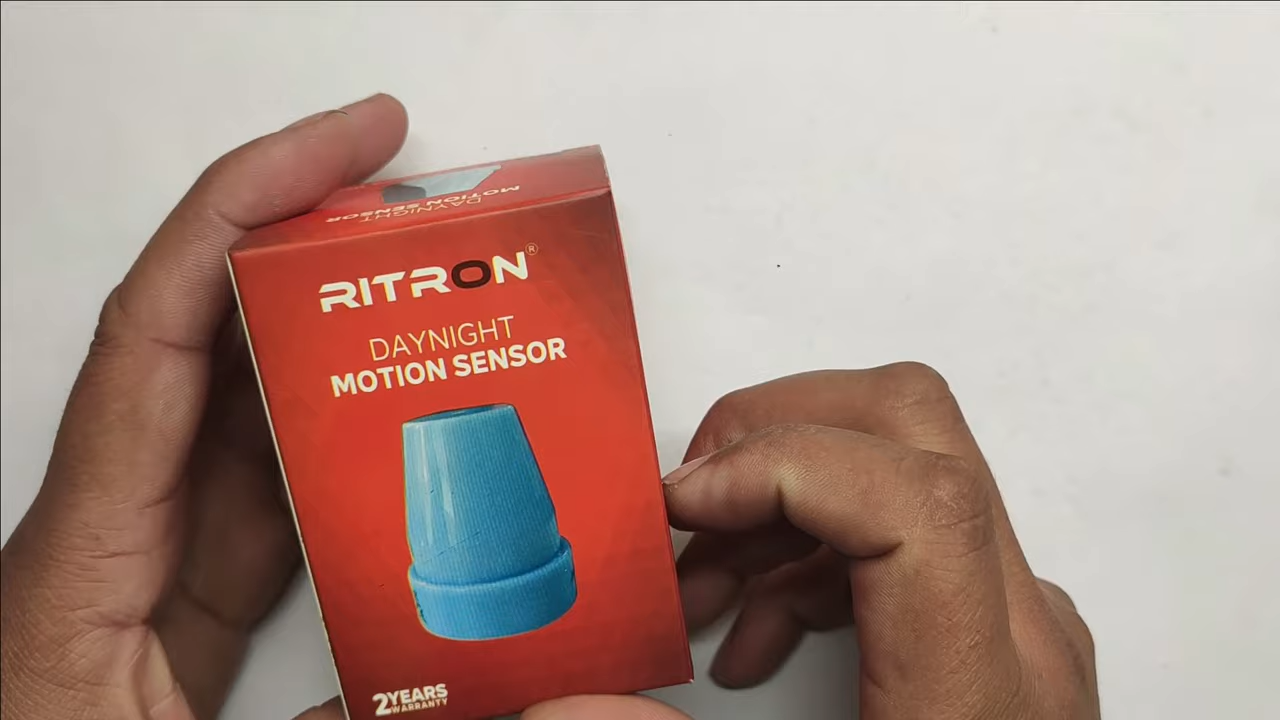 DAYNIGHT
MOTION SENSOR
RITRON®
DAYNIGHT
MOTION SENSOR
2YEARS
WARRANTY